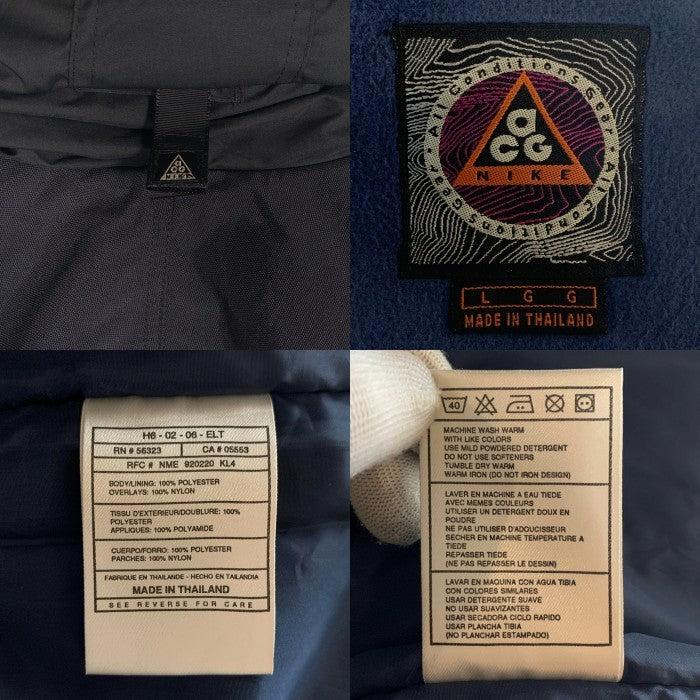 ACG
All Conditions Gear
All Conditions Gear
aCG
NIKE
L G G
MADE IN THAILAND
H6 - 02 - 06 - ELT
RN # 56323 CA # 05553
RFC # NME 920220 KL4
BODY/LINING: 100% POLYESTER
OVERLAYS: 100% NYLON
TISSU D'EXTERIEUR/DOUBLURE: 100%
POLYESTER
APPLIQUES: 100% POLYAMIDE
CUERPO/FORRO: 100% POLYESTER
PARCHES: 100% NYLON
FABRIQUE EN THAILANDE - HECHO EN TAILANDIA
MADE IN THAILAND
SEE REVERSE FOR CARE
40
MACHINE WASH WARM
WITH LIKE COLORS
USE MILD POWDERED DETERGENT
DO NOT USE SOFTENERS
TUMBLE DRY WARM
WARM IRON (DO NOT IRON DESIGN)
LAVER EN MACHINE A EAU TIEDE
AVEC MEMES COULEURS
UTILISER UN DETERGENT DOUX EN
POUDRE
NE PAS UTILISER D'ADOUCISSEUR
SECHER EN MACHINE TEMPERATURE A
TIEDE
REPASSER TIEDE
(NE PAS REPASSER LE DESSIN)
LAVAR EN MAQUINA CON AGUA TIBIA
CON COLORES SIMILARES
USAR DETERGENTE SUAVE
NO USAR SUAVIZANTES
USAR SECADORA CICLO RAPIDO
USAR PLANCHA TIBIA
(NO PLANCHAR ESTAMPADO)